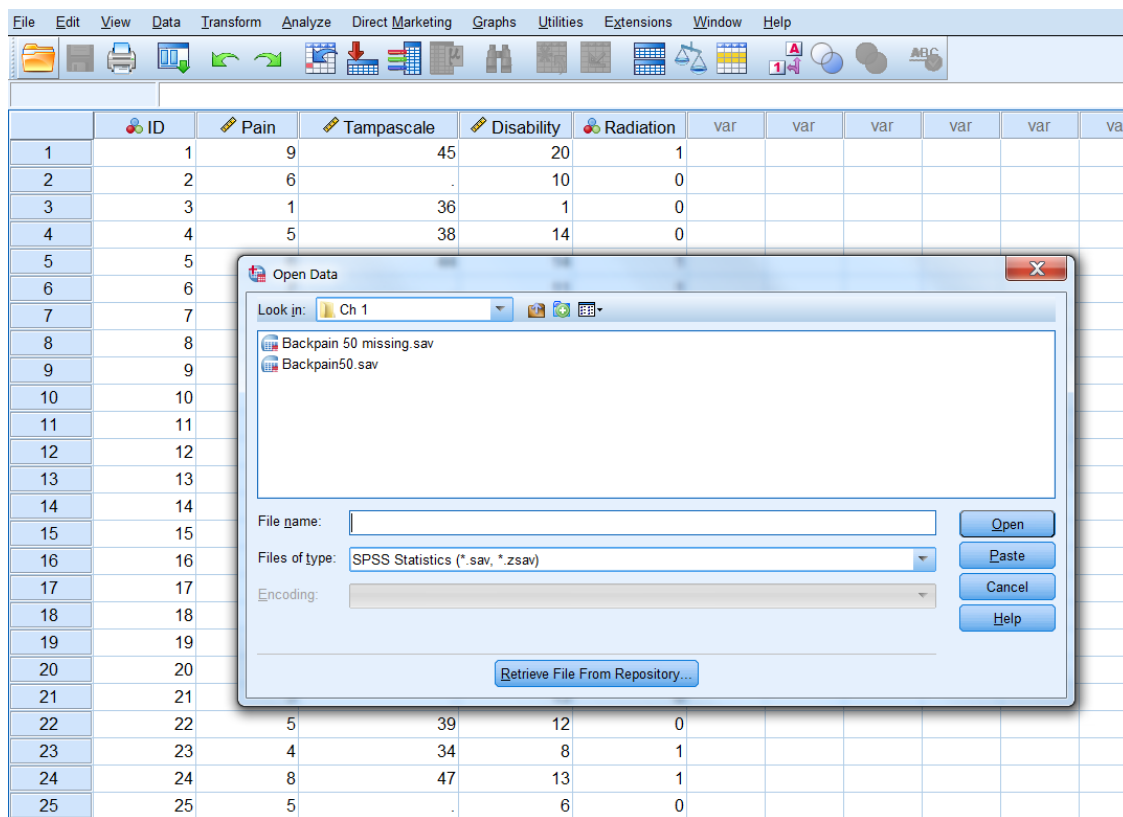 File Edit View Data Transform Analyze Direct Marketing Graphs Utilities Extensions Window Help
A
1
ABC
ID Pain Tampascale Disability Radiation var var var var var va
1 1 9 45 20 1
2 2 6 . 10 0
3 3 1 36 1 0
4 4 5 38 14 0
5 5
6 6
7 7
8 8
9 9
10 10
11 11
12 12
13 13
14 14
15 15
16 16
17 17
18 18
19 19
20 20
21 21
22 22 5 39 12 0
23 23 4 34 8 1
24 24 8 47 13 1
25 25 5 . 6 0
Open Data
X
Look in: Ch 1
Backpain 50 missing.sav
Backpain50.sav
File name:
Open
Files of type: SPSS Statistics (*.sav, *.zsav)
Paste
Encoding:
Cancel
Help
Retrieve File From Repository...